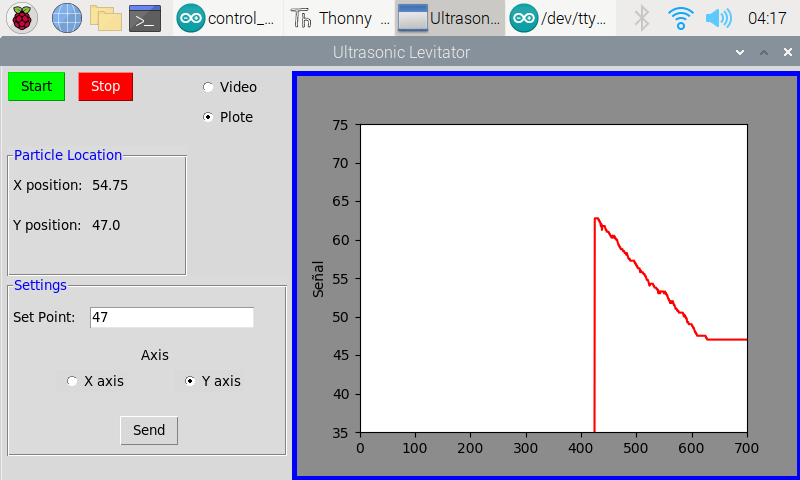 control_... Thonny ... Ultrason... /dev/tty... 04:17
Ultrasonic Levitator
Start Stop
Video
Plote
Particle Location
X position: 54.75
Y position: 47.0
Settings
Set Point: 47
Axis
X axis Y axis
Send
Señal
75
70
65
60
55
50
45
40
35
0 100 200 300 400 500 600 700